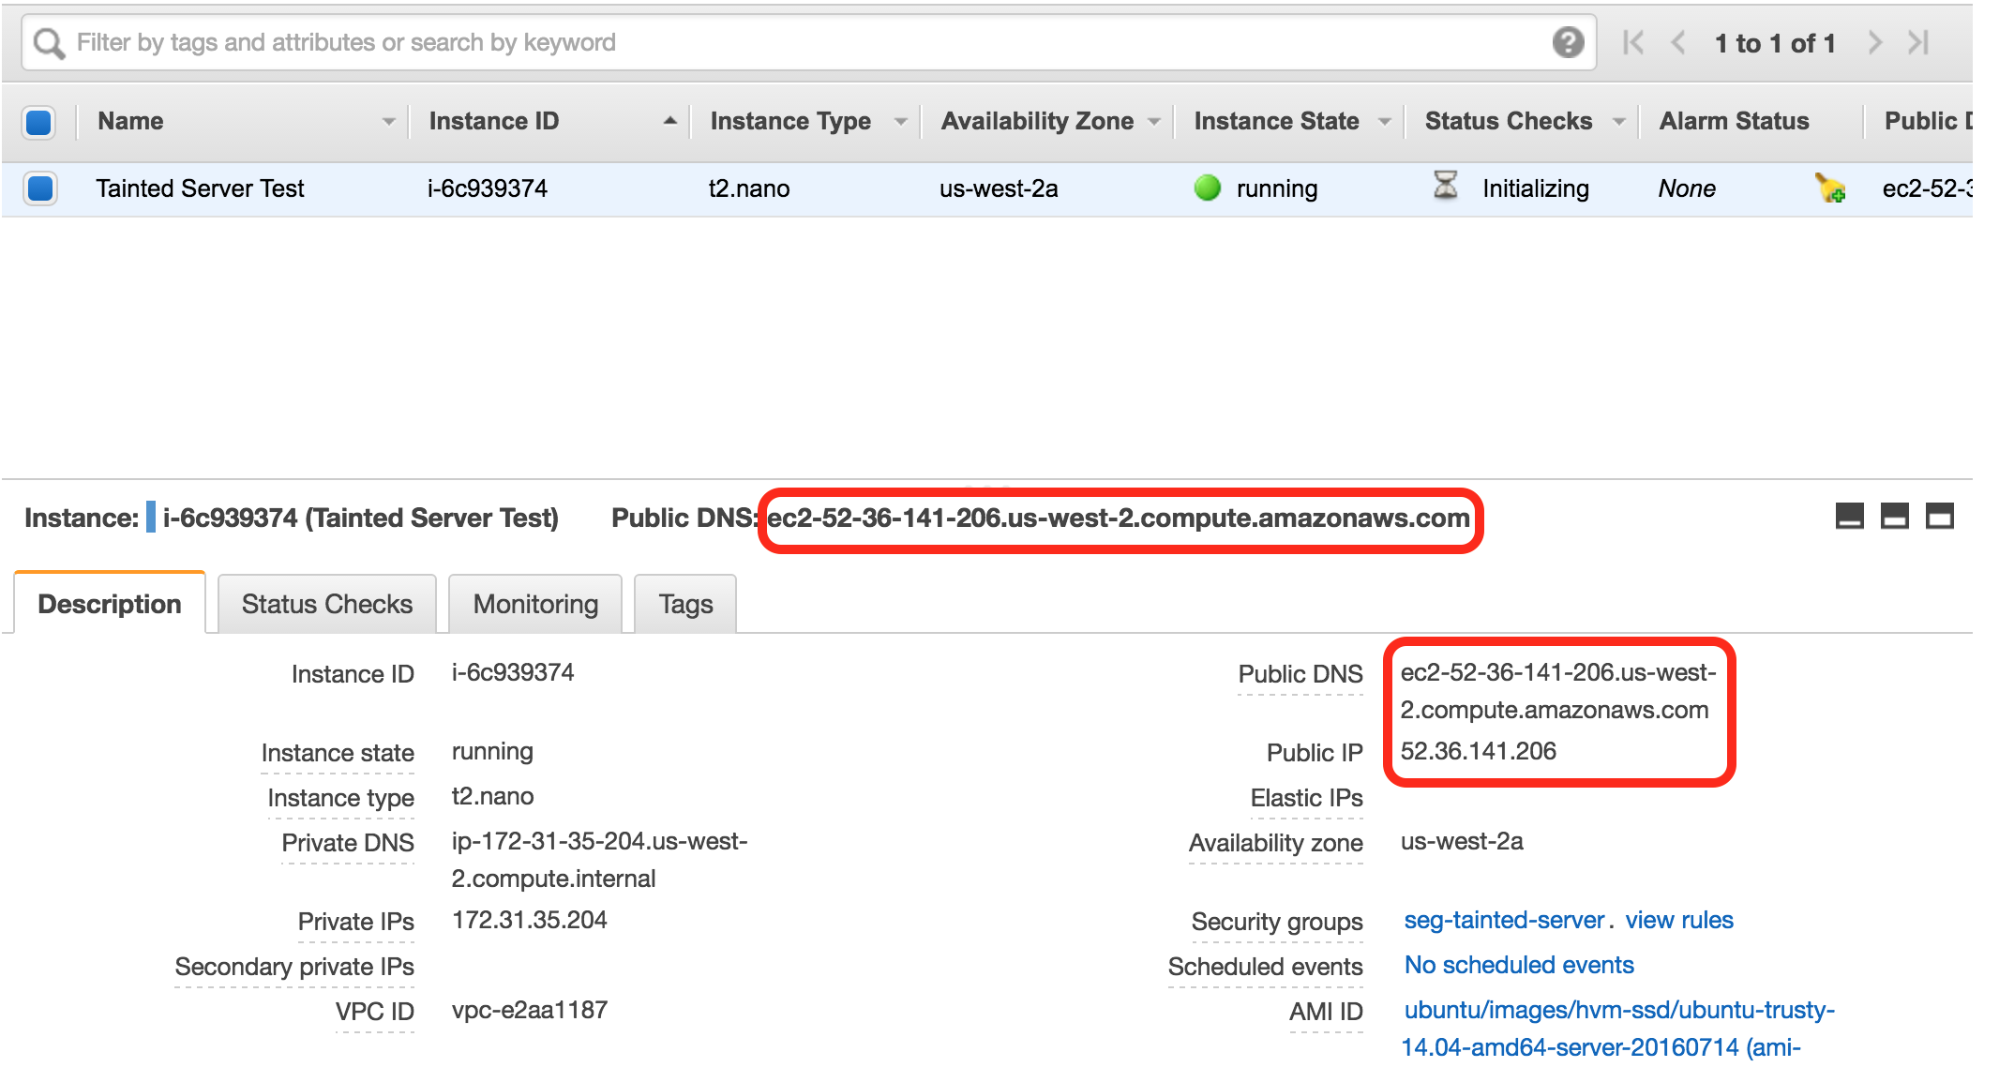 Filter by tags and attributes or search by keyword ? 1 to 1 of 1
Name Instance ID Instance Type Availability Zone Instance State Status Checks Alarm Status Public
Tainted Server Test i-6c939374 t2.nano us-west-2a running Initializing None ec2-52-3
Instance: i-6c939374 (Tainted Server Test) Public DNS: ec2-52-36-141-206.us-west-2.compute.amazonaws.com
Description Status Checks Monitoring Tags
Instance ID i-6c939374
Instance state running
Instance type t2.nano
Private DNS ip-172-31-35-204.us-west-
2.compute.internal
Private IPs 172.31.35.204
Secondary private IPs
VPC ID vpc-e2aa1187
Public DNS ec2-52-36-141-206.us-west-
2.compute.amazonaws.com
Public IP 52.36.141.206
Elastic IPs
Availability zone us-west-2a
Security groups seg-tainted-server. view rules
Scheduled events No scheduled events
AMI ID ubuntu/images/hvm-ssd/ubuntu-trusty-
14.04-amd64-server-20160714 (ami-